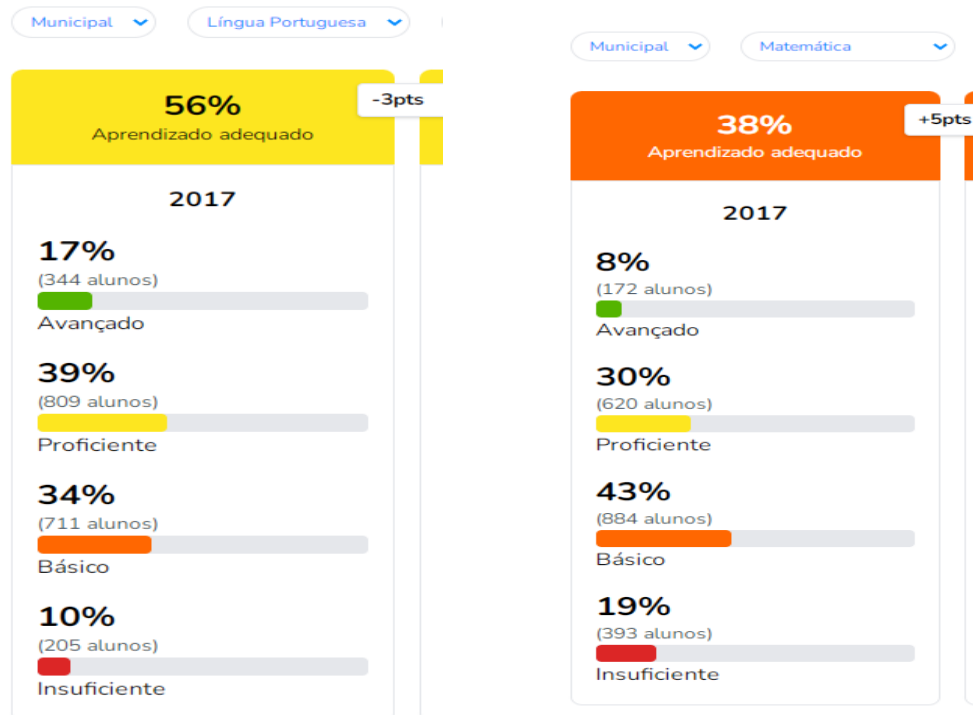 Municipal
Língua Portuguesa
56%
Aprendizado adequado
-3pts
2017
17%
(344 alunos)
Avançado
39%
(809 alunos)
Proficiente
34%
(711 alunos)
Básico
10%
(205 alunos)
Insuficiente
Municipal
Matemática
38%
Aprendizado adequado
+5pts
2017
8%
(172 alunos)
Avançado
30%
(620 alunos)
Proficiente
43%
(884 alunos)
Básico
19%
(393 alunos)
Insuficiente